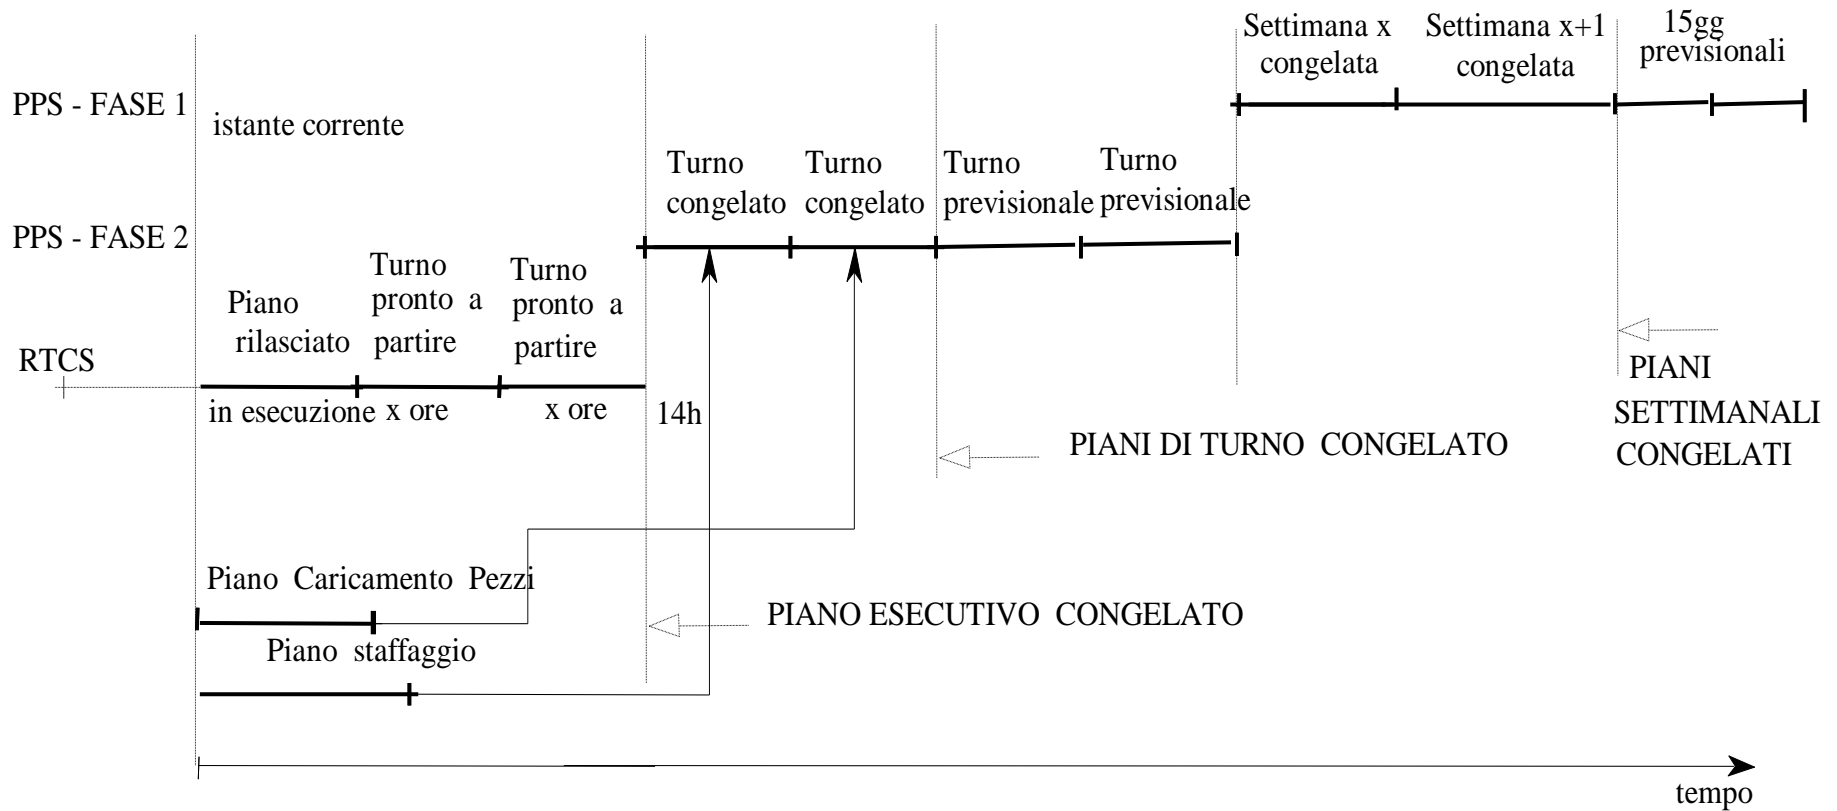 Settimana x
congelata
Settimana x+1
congelata
15gg
previsionali
PPS - FASE 1
istante corrente
Turno
congelato
Turno
congelato
Turno
previsionale
Turno
previsionale
PPS - FASE 2
Piano
rilasciato
Turno
pronto a
partire
Turno
pronto a
partire
RTCS
in esecuzione
x ore
x ore
14h
PIANI
SETTIMANALI
CONGELATI
PIANI DI TURNO CONGELATO
Piano Caricamento Pezzi
PIANO ESECUTIVO CONGELATO
Piano staffaggio
tempo